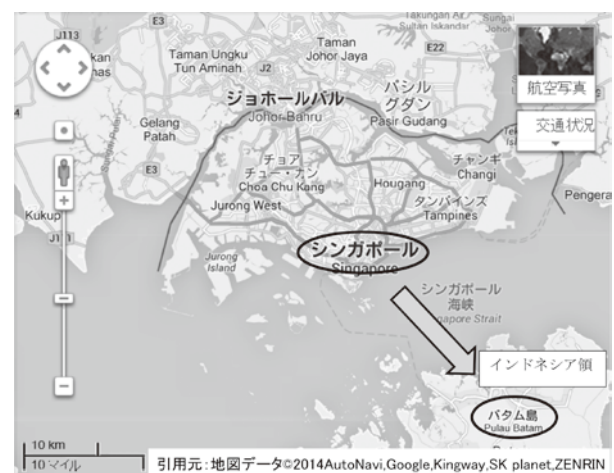 E3
Takungan Air
Sultan Iskandar
Sungai
J113
Taman Ungku
Tun Aminah
J2
Taman
Johor Jaya
E22
航空写真
交通状況
ジョホールバル
Johor Bahru
パシル
グダン
Pasir Gudang
Gelang
Patah
E3
チョア
チュー・カン
Choa Chu Kang
Hougang
チャンギ
Changi
Jurong West
タンパインズ
Tampines
Pengera
Kukup
Jurong
Island
シンガポール
Singapore
シンガポール
海峡
gapore Strait
インドネシア領
バタム島
Pulau Batam
10 km
10 マイル
引用元:地図データ©2014AutoNavi,Google,Kingway,SK planet,ZENRIN